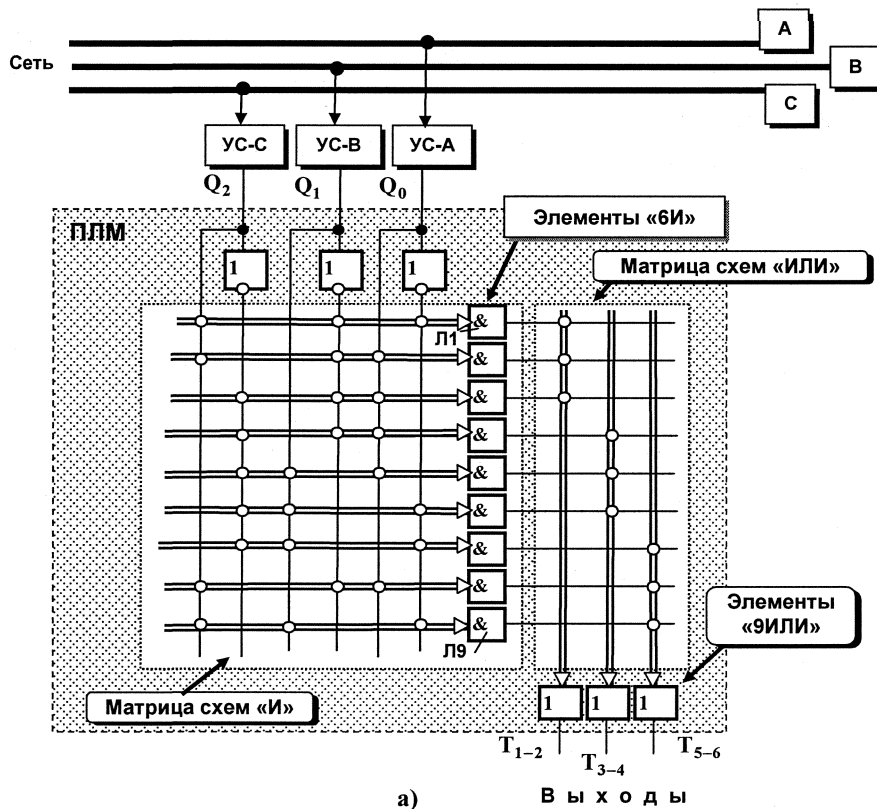 A
Сеть
B
C
УС-С
УС-В
УС-А
Q2
Q1
Q0
Элементы «6И»
ПЛМ
Матрица схем «ИЛИ»
1
1
1
&
Л1
&
&
&
&
&
&
&
&
Л9
Элементы
«9ИЛИ»
Матрица схем «И»
1
1
1
T1–2
T3–4
T5–6
а)
Выходы